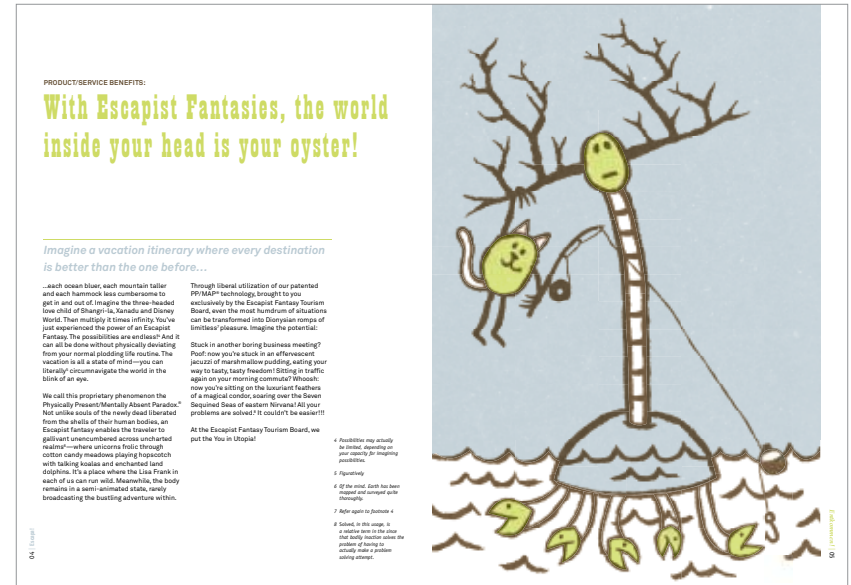 PRODUCT/SERVICE BENEFITS:
With Escapist Fantasies, the world
inside your head is your oyster!
Imagine a vacation itinerary where every destination
is better than the one before...
...each ocean bluer, each mountain taller
and each hammock less cumbersome to
get in and out of. Imagine the three-headed
love child of Shangri-la, Xanadu and Disney
World. Then multiply it times infinity. You've
just experienced the power of an Escapist
Fantasy. The possibilities are endless!⁴ And it
can all be done without physically deviating
from your normal plodding life routine. The
vacation is all a state of mind—you can
literally⁵ circumnavigate the world in the
blink of an eye.
We call this proprietary phenomenon the
Physically Present/Mentally Absent Paradox.®
Not unlike souls of the newly dead liberated
from the shells of their human bodies, an
Escapist fantasy enables the traveler to
gallivant unencumbered across uncharted
realms⁶—where unicorns frolic through
cotton candy meadows playing hopscotch
with talking koalas and enchanted land
dolphins. It's a place where the Lisa Frank in
each of us can run wild. Meanwhile, the body
remains in a semi-animated state, rarely
broadcasting the bustling adventure within.
Through liberal utilization of our patented
PP/MAP® technology, brought to you
exclusively by the Escapist Fantasy Tourism
Board, even the most humdrum of situations
can be transformed into Dionysian romps of
limitless⁷ pleasure. Imagine the potential:
Stuck in another boring business meeting?
Poof: now you're stuck in an effervescent
jacuzzi of marshmallow pudding, eating your
way to tasty, tasty freedom! Sitting in traffic
again on your morning commute? Whoosh:
now you're sitting on the luxuriant feathers
of a magical condor, soaring over the Seven
Sequined Seas of eastern Nirvana! All your
problems are solved.⁸ It couldn't be easier!!!
At the Escapist Fantasy Tourism Board, we
put the You in Utopia!
4 Possibilities may actually
be limited, depending on
your capacity for imagining
possibilities.
5 Figuratively
6 Of the mind. Earth has been
mapped and surveyed quite
thoroughly.
7 Refer again to footnote 4
8 Solved, in this usage, is
a relative term in the since
that bodily inaction solves the
problem of having to
actually make a problem
solving attempt.
04 | Escape!
05